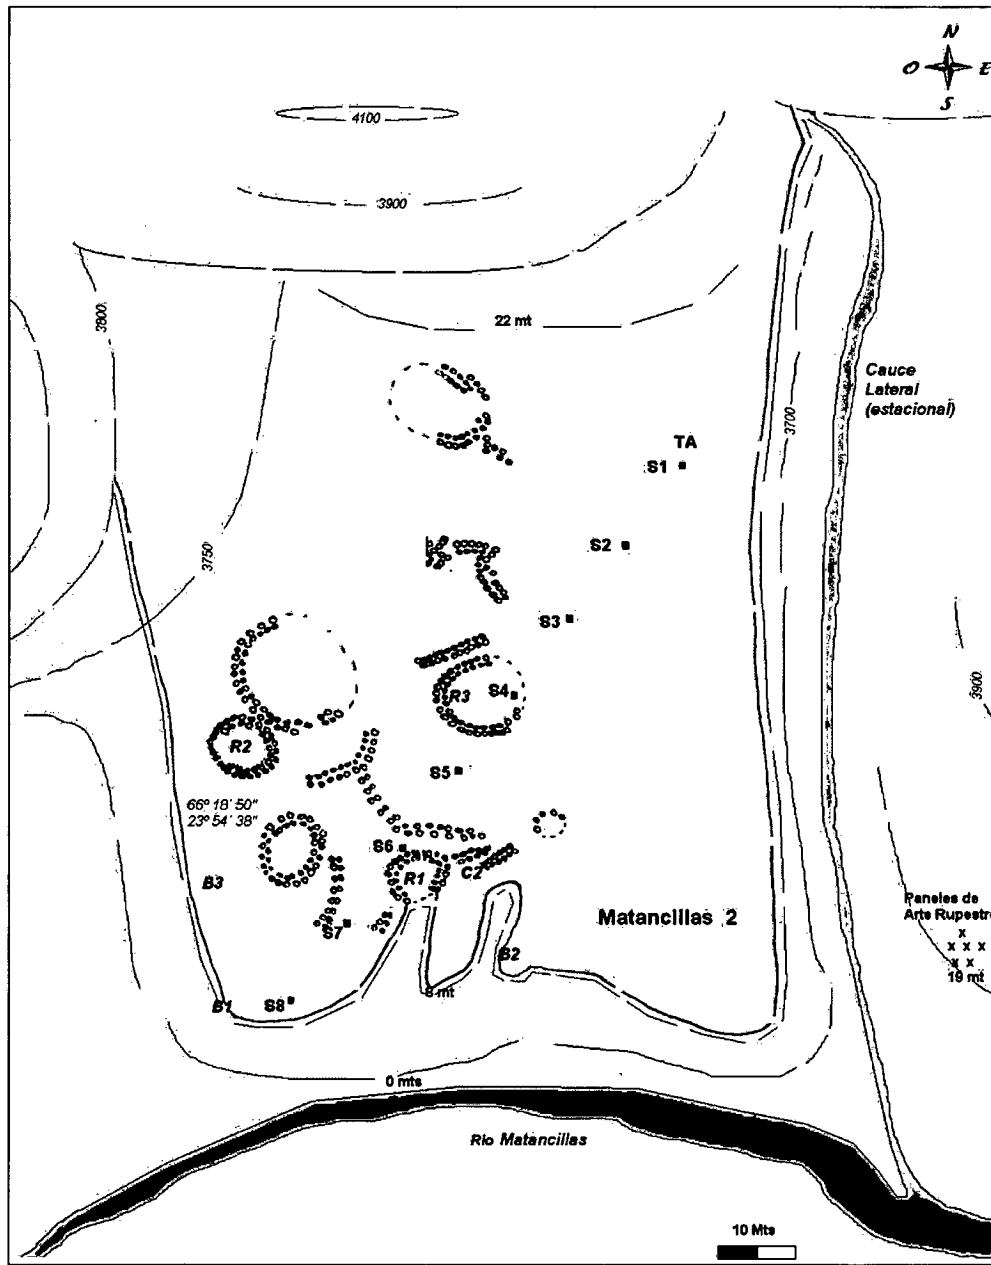 N
O E
S
4100
3900
3800
22 mt
Cauce
Lateral
(estacional)
3700
TA
S1
S2
3750
S3
3900
R3
S4
R2
S5
66º 18' 50"
23º 54' 38"
S6
R1
C2
B3
Matancillas 2
Paneles de
Arte Rupestre
x
x x x
x x
19 mt
S7
B2
8 mt
B1
S8
0 mts
Río Matancillas
10 Mts